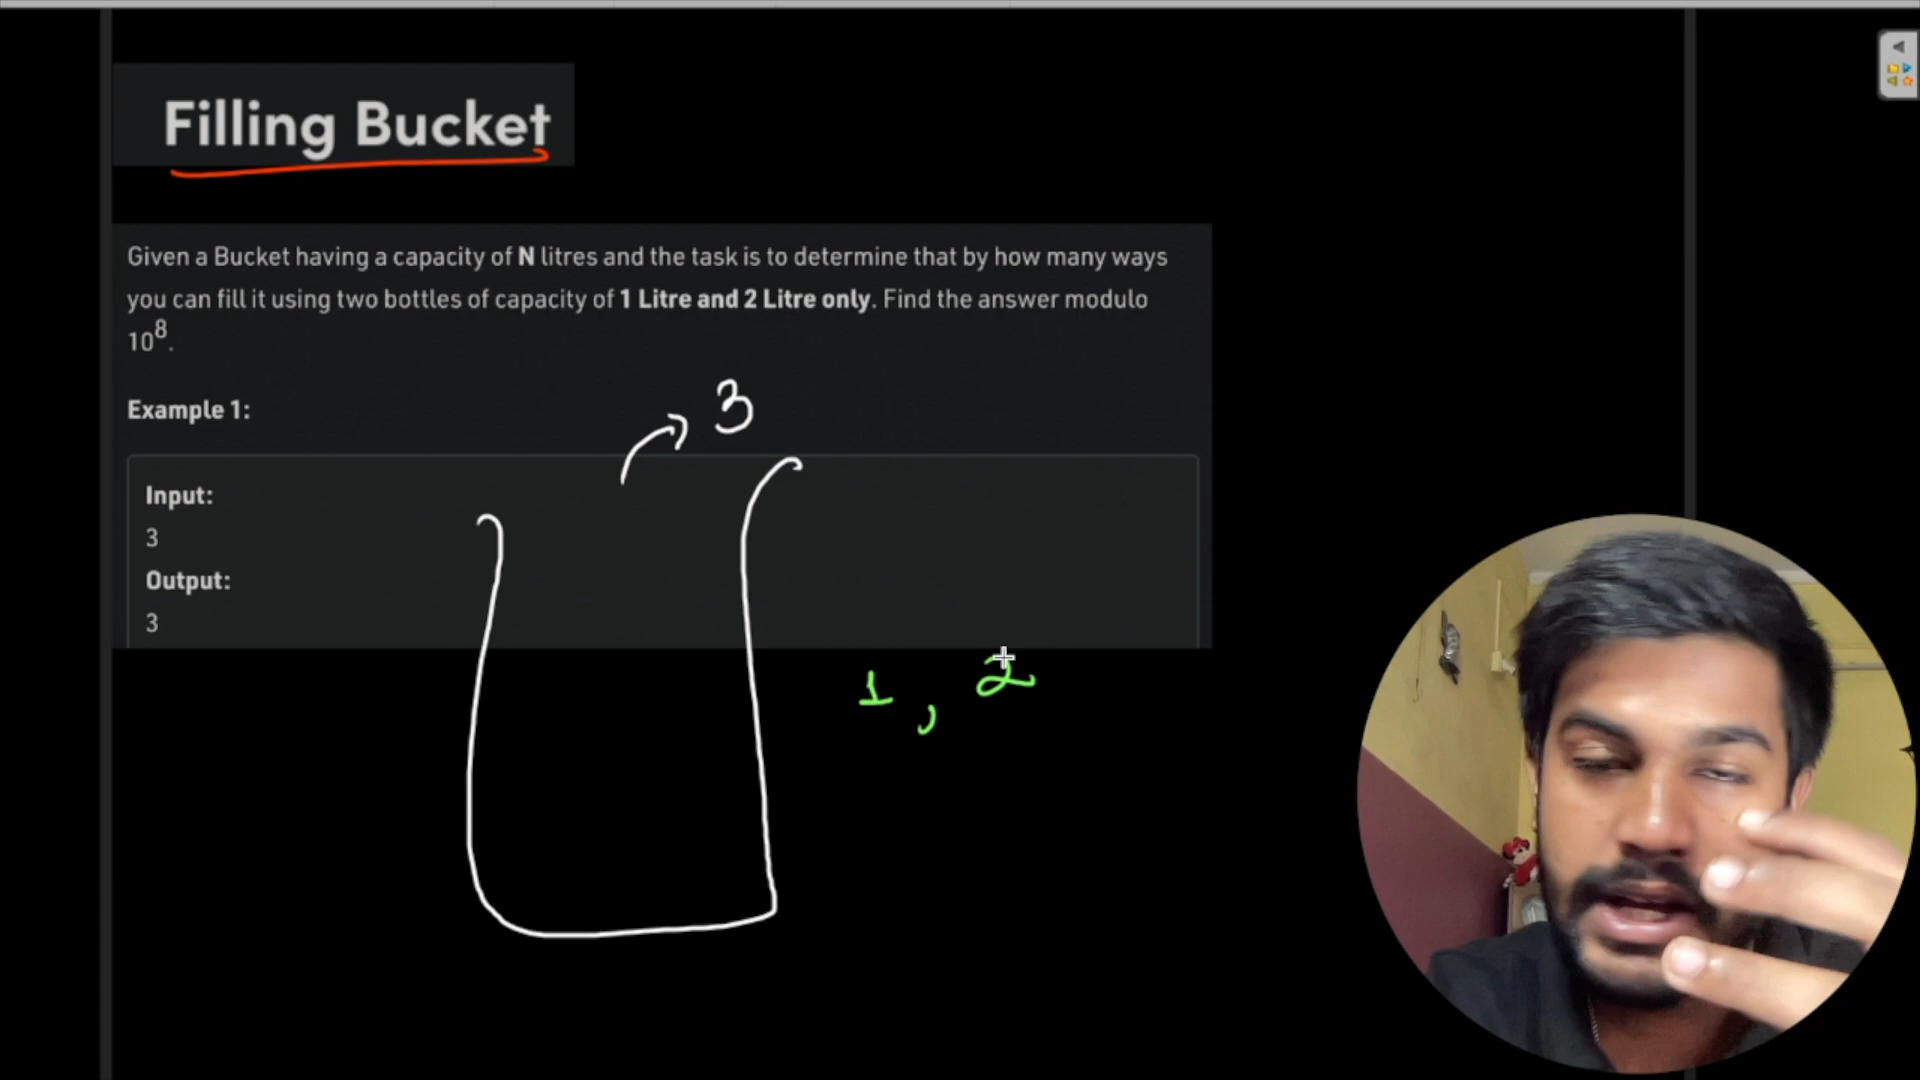 Filling Bucket
Given a Bucket having a capacity of N litres and the task is to determine that by how many ways
you can fill it using two bottles of capacity of 1 Litre and 2 Litre only. Find the answer modulo
10⁸.
Example 1:
3
Input:
3
Output:
3
1, 2